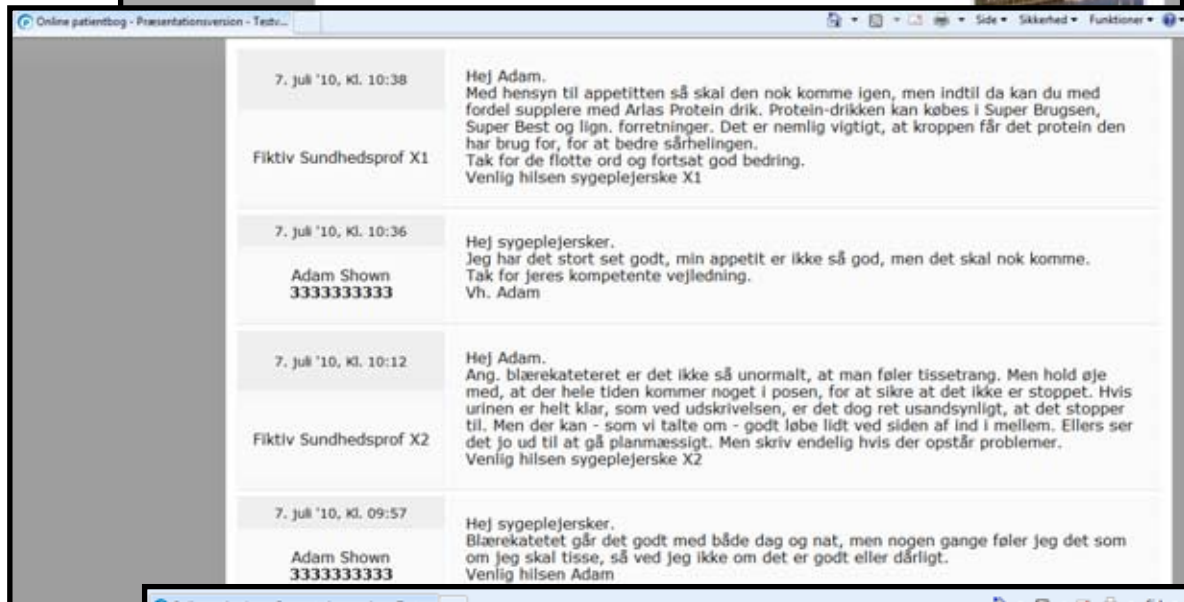 Online patientbog - Præsentationsversion - Testv...
Side Sikkerhed Funktioner
7. juli '10, Kl. 10:38
Fiktiv Sundhedsprof X1
Hej Adam.
Med hensyn til appetitten så skal den nok komme igen, men indtil da kan du med
fordel supplere med Arlas Protein drik. Protein-drikken kan købes i Super Brugsen,
Super Best og lign. forretninger. Det er nemlig vigtigt, at kroppen får det protein den
har brug for, for at bedre sårhelingen.
Tak for de flotte ord og fortsat god bedring.
Venlig hilsen sygeplejerske X1
7. juli '10, Kl. 10:36
Adam Shown
3333333333
Hej sygeplejersker.
Jeg har det stort set godt, min appetit er ikke så god, men det skal nok komme.
Tak for jeres kompetente vejledning.
Vh. Adam
7. juli '10, Kl. 10:12
Fiktiv Sundhedsprof X2
Hej Adam.
Ang. blærekateteret er det ikke så unormalt, at man føler tissetrang. Men hold øje
med, at der hele tiden kommer noget i posen, for at sikre at det ikke er stoppet. Hvis
urinen er helt klar, som ved udskrivelsen, er det dog ret usandsynligt, at det stopper
til. Men der kan - som vi talte om - godt løbe lidt ved siden af ind i mellem. Ellers ser
det jo ud til at gå planmæssigt. Men skriv endelig hvis der opstår problemer.
Venlig hilsen sygeplejerske X2
7. juli '10, Kl. 09:57
Adam Shown
3333333333
Hej sygeplejersker.
Blærekatetet går det godt med både dag og nat, men nogen gange føler jeg det som
om jeg skal tisse, så ved jeg ikke om det er godt eller dårligt.
Venlig hilsen Adam